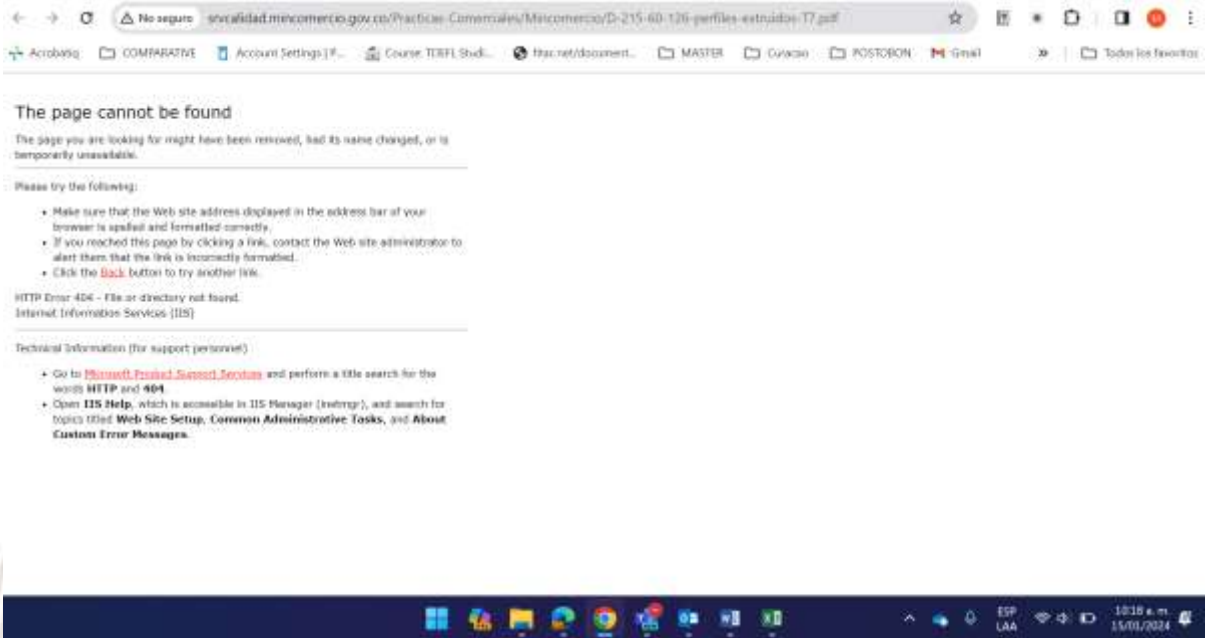 No seguro srvcalidad.mincomercio.gov.co/Practicas-Comerciales/Mincomercio/D-215-60-126-perfiles-extruidos-T7.pdf
Acrobatiq COMPARATIVE Account Settings | P... Course: TOEFL Studi... MASTER Curacao POSTOBON Gmail » Todos los favoritos
The page cannot be found
The page you are looking for might have been removed, had its name changed, or is
temporarily unavailable.
Please try the following:
• Make sure that the Web site address displayed in the address bar of your
browser is spelled and formatted correctly.
• If you reached this page by clicking a link, contact the Web site administrator to
alert them that the link is incorrectly formatted.
• Click the Back button to try another link.
HTTP Error 404 - File or directory not found.
Internet Information Services (IIS)
Technical Information (for support personnel)
• Go to Microsoft Product Support Services and perform a title search for the
words HTTP and 404.
• Open IIS Help, which is accessible in IIS Manager (inetmgr), and search for
topics titled Web Site Setup, Common Administrative Tasks, and About
Custom Error Messages.
ESP
LAA
10:18 a. m.
15/01/2024